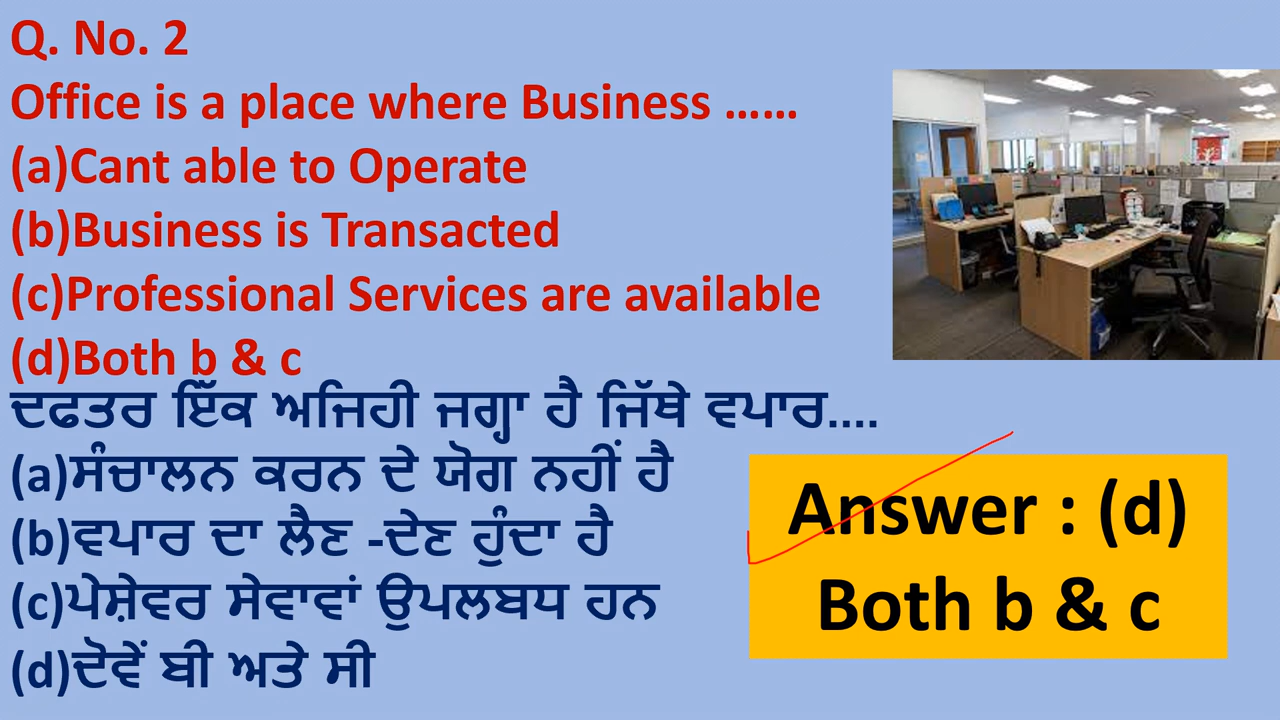 Q. No. 2
Office is a place where Business ......
(a)Cant able to Operate
(b)Business is Transacted
(c)Professional Services are available
(d)Both b & c
ਦਫਤਰ ਇੱਕ ਅਜਿਹੀ ਜਗ੍ਹਾ ਹੈ ਜਿੱਥੇ ਵਪਾਰ....
(a)ਸੰਚਾਲਨ ਕਰਨ ਦੇ ਯੋਗ ਨਹੀਂ ਹੈ
(b)ਵਪਾਰ ਦਾ ਲੈਣ -ਦੇਣ ਹੁੰਦਾ ਹੈ
(c)ਪੇਸ਼ੇਵਰ ਸੇਵਾਵਾਂ ਉਪਲਬਧ ਹਨ
(d)ਦੋਵੇਂ ਬੀ ਅਤੇ ਸੀ
Answer : (d)
Both b & c